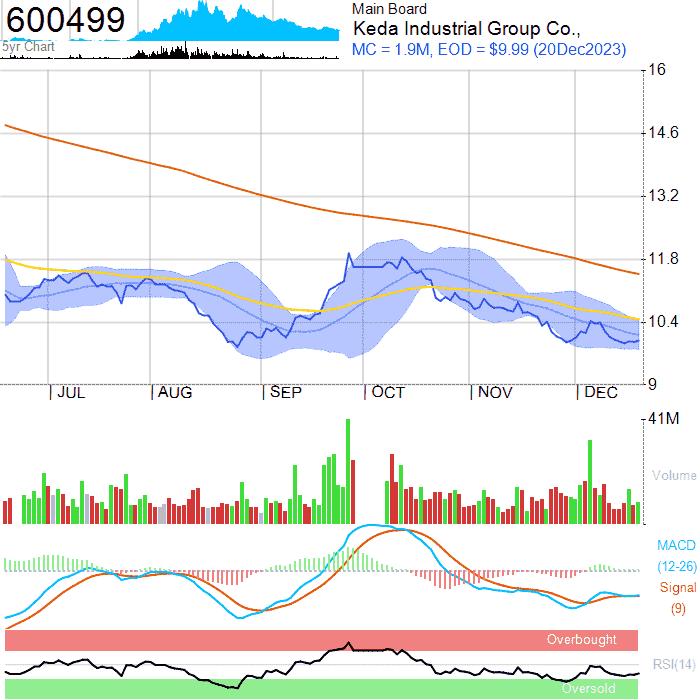 600499
5yr Chart
Main Board
Keda Industrial Group Co.,
MC = 1.9M, EOD = $9.99 (20Dec2023)
16
14.6
13.2
11.8
10.4
9
JUL AUG SEP OCT NOV DEC
41M
Volume
MACD
(12-26)
Signal
(9)
Overbought
RSI(14)
Oversold